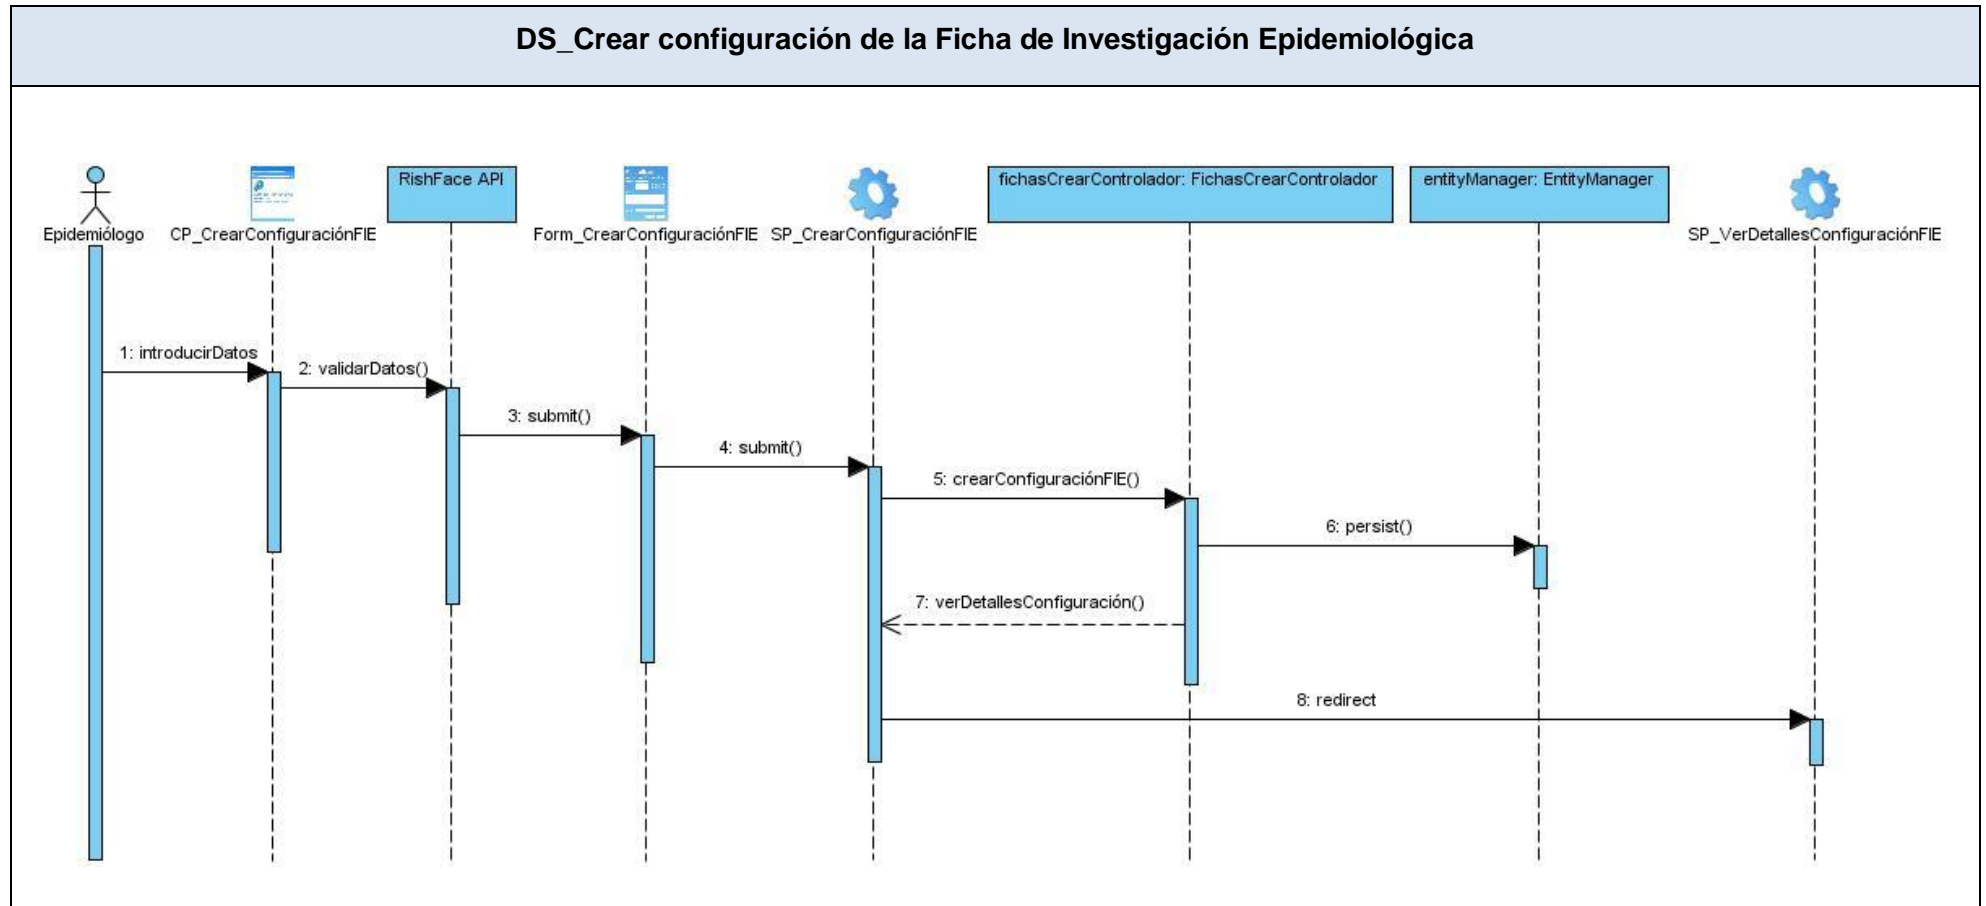 DS_Crear configuración de la Ficha de Investigación Epidemiológica
Epidemiólogo
CP_CrearConfiguraciónFIE
RishFace API
Form_CrearConfiguraciónFIE
SP_CrearConfiguraciónFIE
fichasCrearControlador: FichasCrearControlador
entityManager: EntityManager
SP_VerDetallesConfiguraciónFIE
1: introducirDatos
2: validarDatos()
3: submit()
4: submit()
5: crearConfiguraciónFIE()
6: persist()
7: verDetallesConfiguración()
8: redirect